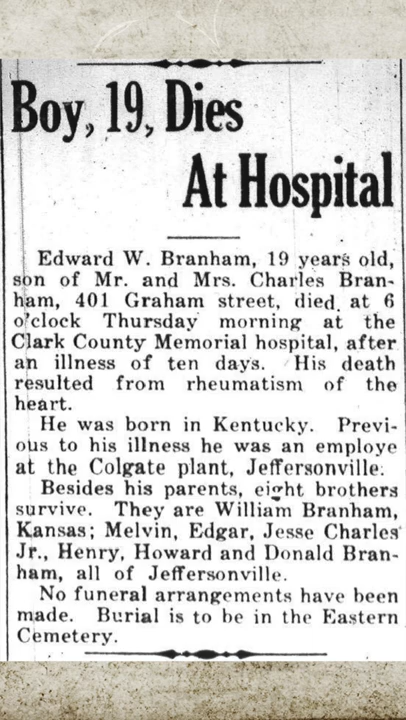 Boy, 19, Dies
At Hospital
Edward W. Branham, 19 years old,
son of Mr. and Mrs. Charles Bran-
ham, 401 Graham street, died at 6
o'clock Thursday morning at the
Clark County Memorial hospital, after
an illness of ten days. His death
resulted from rheumatism of the
heart.
He was born in Kentucky. Previ-
ous to his illness he was an employe
at the Colgate plant, Jeffersonville.
Besides his parents, eight brothers
survive. They are William Branham,
Kansas; Melvin, Edgar, Jesse Charles
Jr., Henry, Howard and Donald Bran-
ham, all of Jeffersonville.
No funeral arrangements have been
made. Burial is to be in the Eastern
Cemetery.